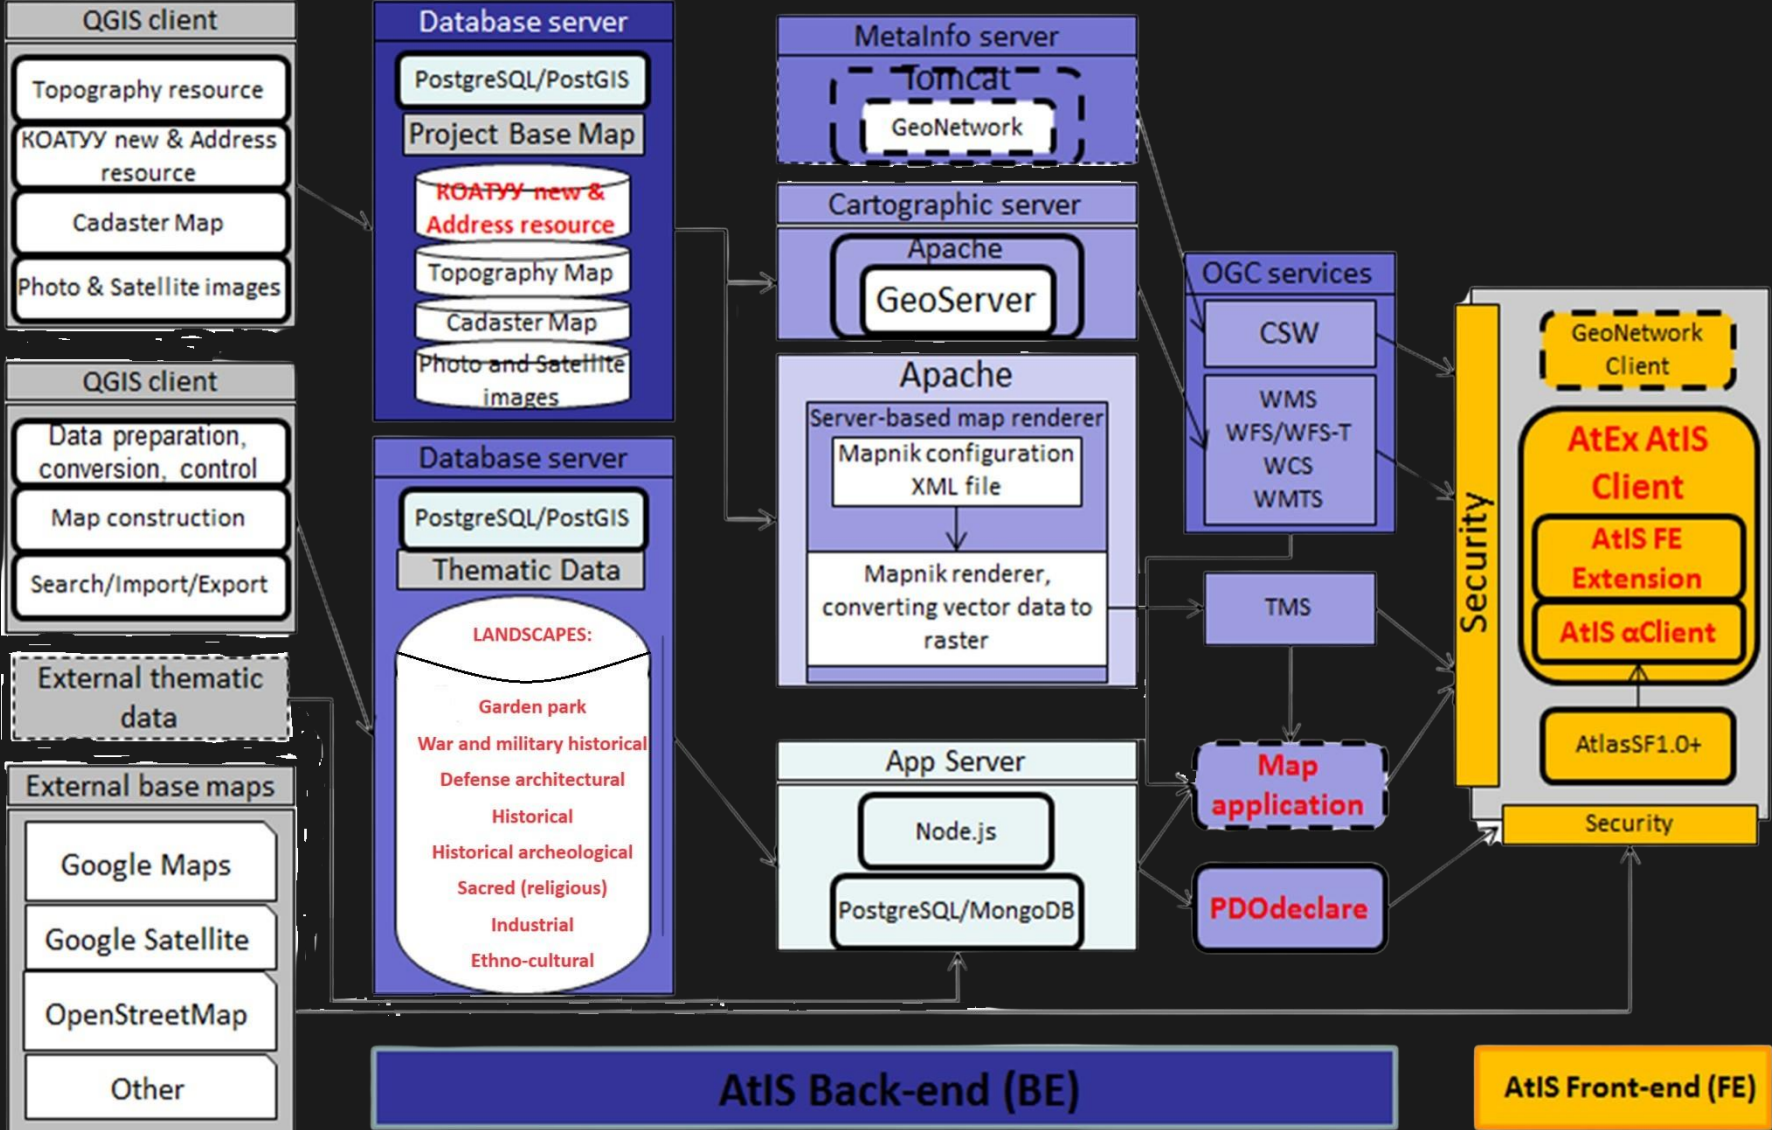 QGIS client
Topography resource
КОАТУУ new & Address
resource
Cadaster Map
Photo & Satellite images
QGIS client
Data preparation,
conversion, control
Map construction
Search/Import/Export
External thematic
data
External base maps
Google Maps
Google Satellite
OpenStreetMap
Other
Database server
PostgreSQL/PostGIS
Project Base Map
КОАТУУ new &
Address resource
Topography Map
Cadaster Map
Photo and Satellite
images
Database server
PostgreSQL/PostGIS
Thematic Data
LANDSCAPES:
Garden park
War and military historical
Defense architectural
Historical
Historical archeological
Sacred (religious)
Industrial
Ethno-cultural
MetaInfo server
Tomcat
GeoNetwork
Cartographic server
Apache
GeoServer
Apache
Server-based map renderer
Mapnik configuration
XML file
Mapnik renderer,
converting vector data to
raster
App Server
Node.js
PostgreSQL/MongoDB
OGC services
CSW
WMS
WFS/WFS-T
WCS
WMTS
TMS
Map
application
PDOdeclare
Security
GeoNetwork
Client
AtEx AtIS
Client
AtIS FE
Extension
AtIS αClient
AtlasSF1.0+
Security
AtIS Back-end (BE)
AtIS Front-end (FE)